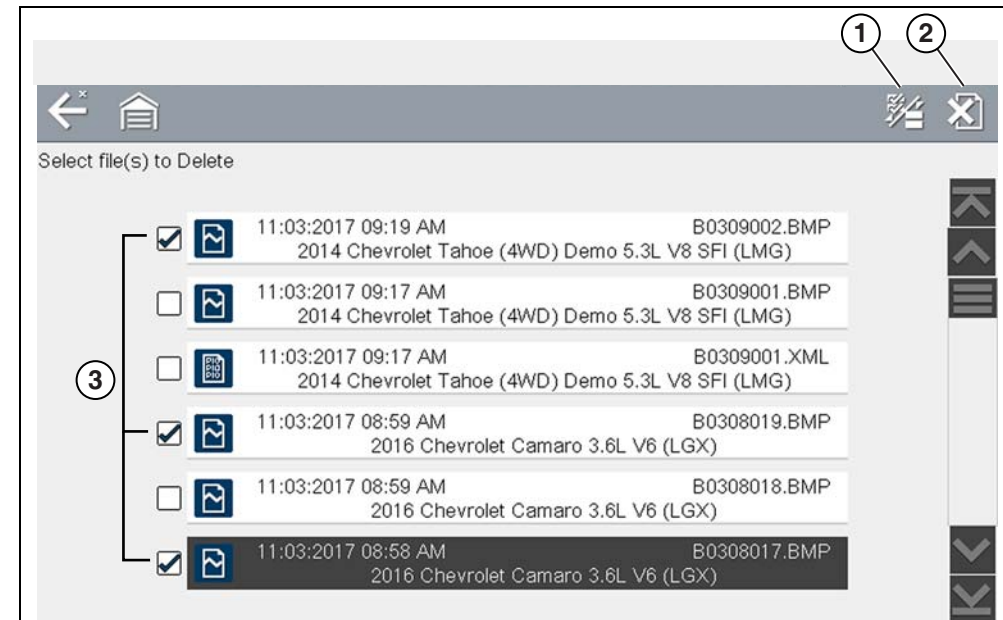 1 2
Select file(s) to Delete
11:03:2017 09:19 AM B0309002.BMP
2014 Chevrolet Tahoe (4WD) Demo 5.3L V8 SFI (LMG)
11:03:2017 09:17 AM B0309001.BMP
2014 Chevrolet Tahoe (4WD) Demo 5.3L V8 SFI (LMG)
11:03:2017 09:17 AM B0309001.XML
2014 Chevrolet Tahoe (4WD) Demo 5.3L V8 SFI (LMG)
3
11:03:2017 08:59 AM B0308019.BMP
2016 Chevrolet Camaro 3.6L V6 (LGX)
11:03:2017 08:59 AM B0308018.BMP
2016 Chevrolet Camaro 3.6L V6 (LGX)
11:03:2017 08:58 AM B0308017.BMP
2016 Chevrolet Camaro 3.6L V6 (LGX)